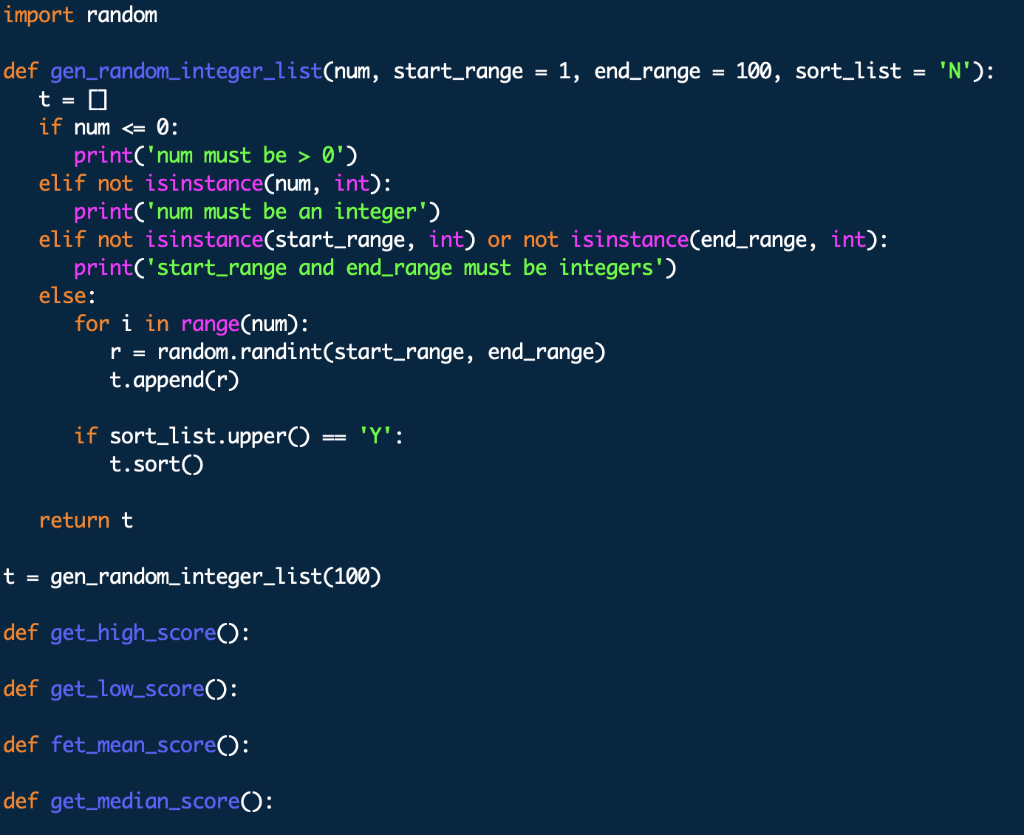 import random
def gen_random_integer_list(num, start_range = 1, end_range = 100, sort_list = 'N'):
   t = []
   if num <= 0:
      print('num must be > 0')
   elif not isinstance(num, int):
      print('num must be an integer')
   elif not isinstance(start_range, int) or not isinstance(end_range, int):
      print('start_range and end_range must be integers')
   else:
      for i in range(num):
         r = random.randint(start_range, end_range)
         t.append(r)
      if sort_list.upper() == 'Y':
         t.sort()
   return t
t = gen_random_integer_list(100)
def get_high_score():
def get_low_score():
def fet_mean_score():
def get_median_score():